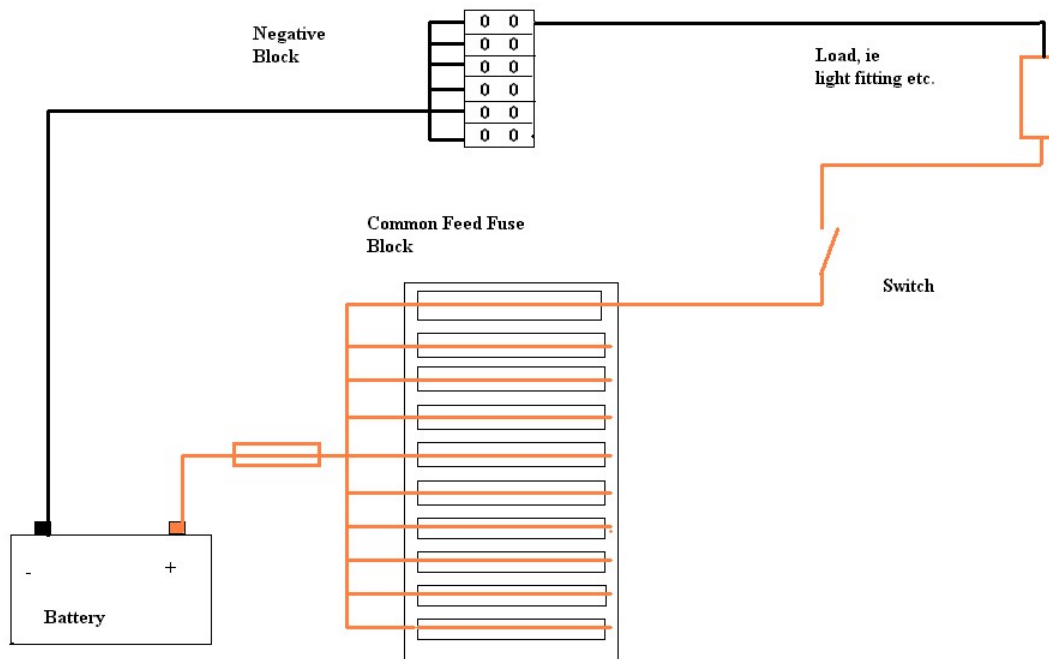 Negative
Block
0 0
0 0
0 0
0 0
0 0
0 0
Load, ie
light fitting etc.
Common Feed Fuse
Block
Switch
- +
Battery